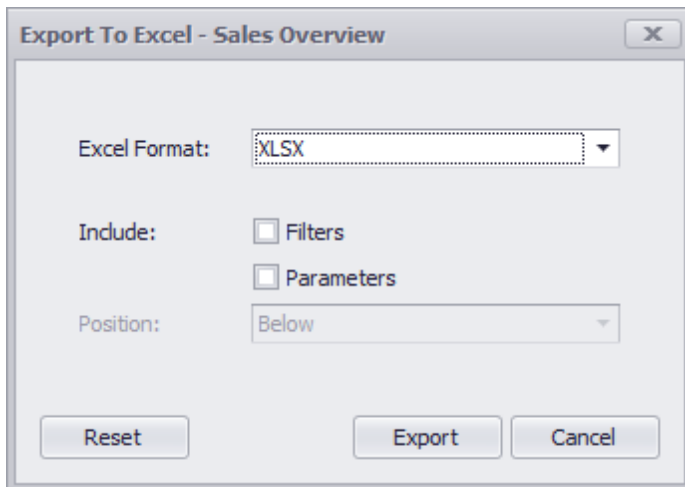 Export To Excel - Sales Overview
Excel Format: XLSX
Include: Filters
Parameters
Position: Below
Reset Export Cancel